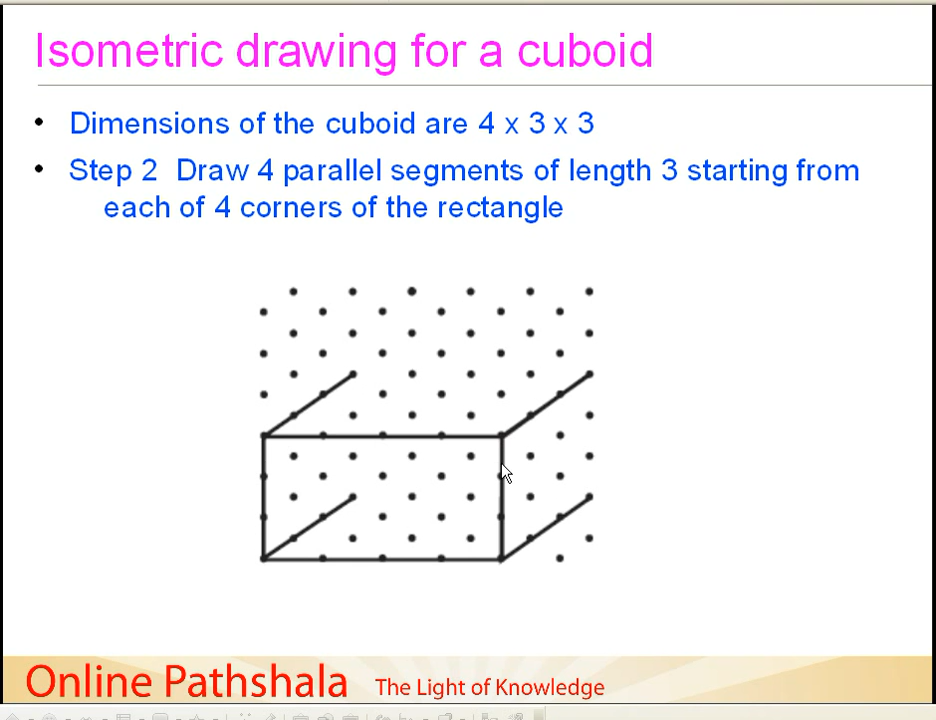 Isometric drawing for a cuboid
• Dimensions of the cuboid are 4 x 3 x 3
• Step 2 Draw 4 parallel segments of length 3 starting from
each of 4 corners of the rectangle
Online Pathshala The Light of Knowledge